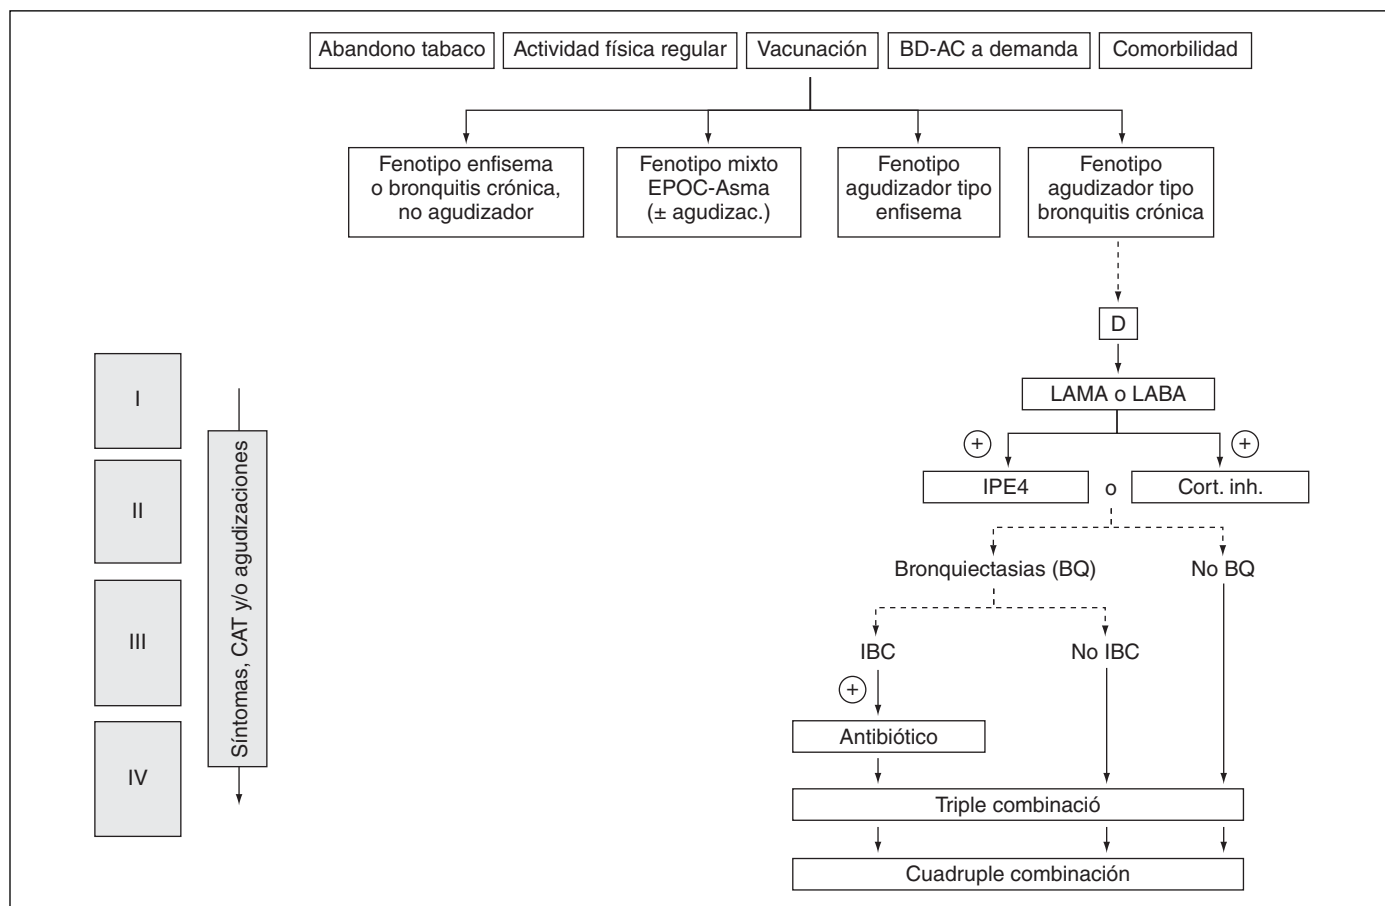 Abandono tabaco
Actividad física regular
Vacunación
BD-AC a demanda
Comorbilidad
Fenotipo enfisema
o bronquitis crónica,
no agudizador
Fenotipo mixto
EPOC-Asma
(± agudizac.)
Fenotipo
agudizador tipo
enfisema
Fenotipo
agudizador tipo
bronquitis crónica
D
I
II
III
IV
Síntomas, CAT y/o agudizaciones
LAMA o LABA
+
+
IPE4
o
Cort. inh.
Bronquiectasias (BQ)
No BQ
IBC
No IBC
+
Antibiótico
Triple combinació
Cuadruple combinación